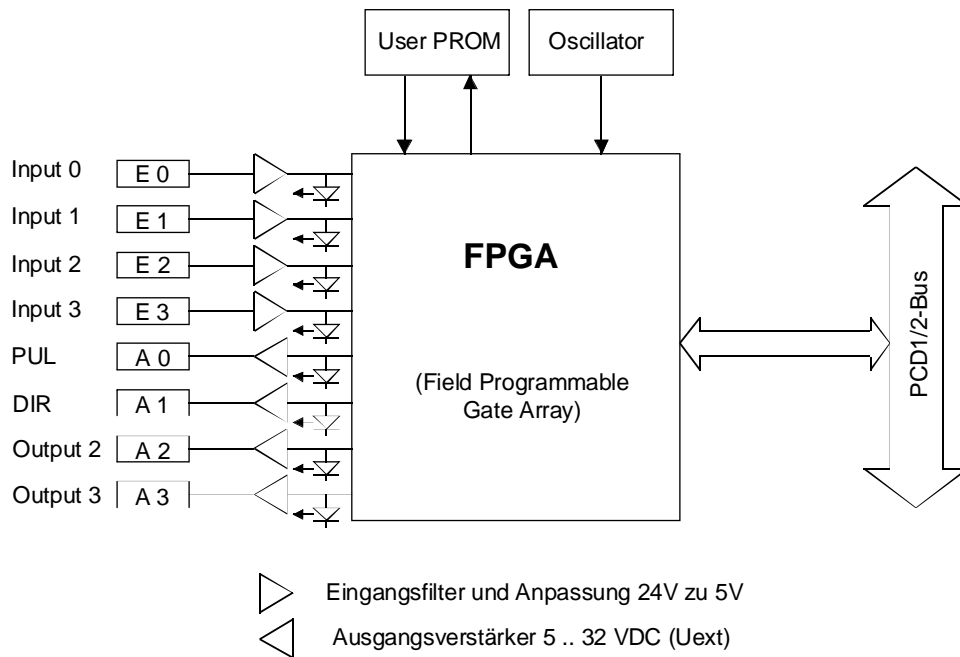 User PROM
Oscillator
Input 0 E 0
Input 1 E 1
Input 2 E 2
Input 3 E 3
PUL A 0
DIR A 1
Output 2 A 2
Output 3 A 3
FPGA
(Field Programmable
Gate Array)
PCD1/2-Bus
Eingangsfilter und Anpassung 24V zu 5V
Ausgangsverstärker 5 .. 32 VDC (Uext)